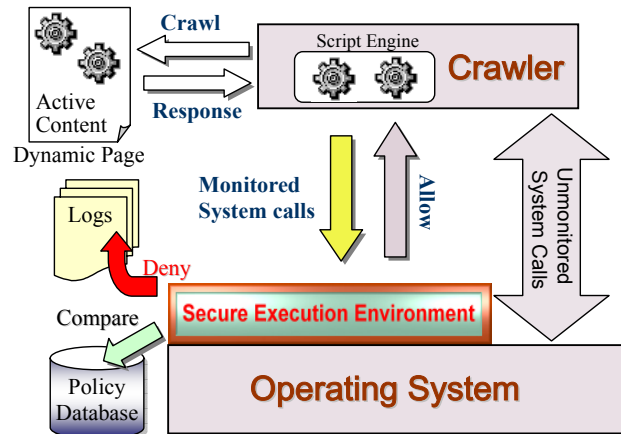 Crawl
Script Engine
Crawler
Active
Content
Response
Dynamic Page
Monitored
System calls
Allow
Unmonitored
System Calls
Logs
Deny
Secure Execution Environment
Compare
Policy
Database
Operating System